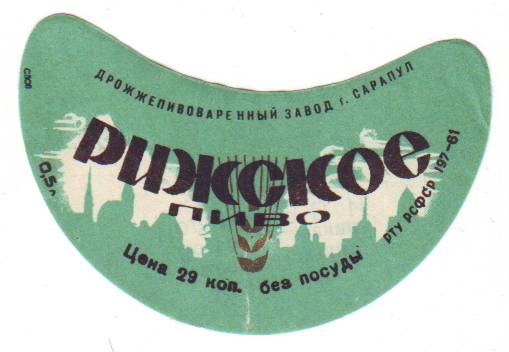 ДРОЖЖЕПИВОВАРЕННЫЙ ЗАВОД г. САРАПУЛ
РИЖСКОЕ
ПИВО
0,5 л
РТУ РСФСР 197-61
Цена 29 коп. без посуды